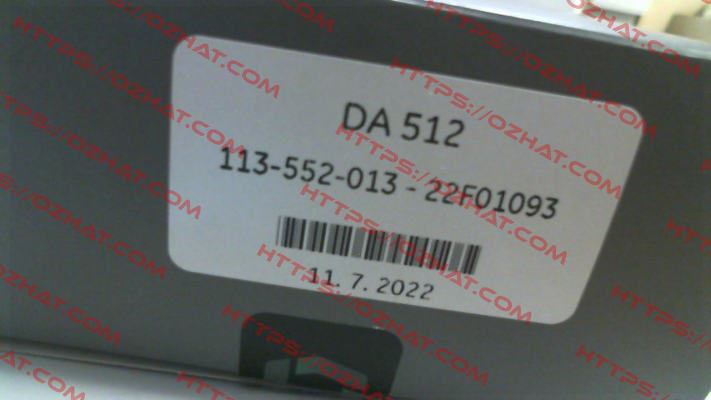 DA 512
113-552-013 - 22F01093
11. 7. 2022
HTTPS://OZHAT.COM